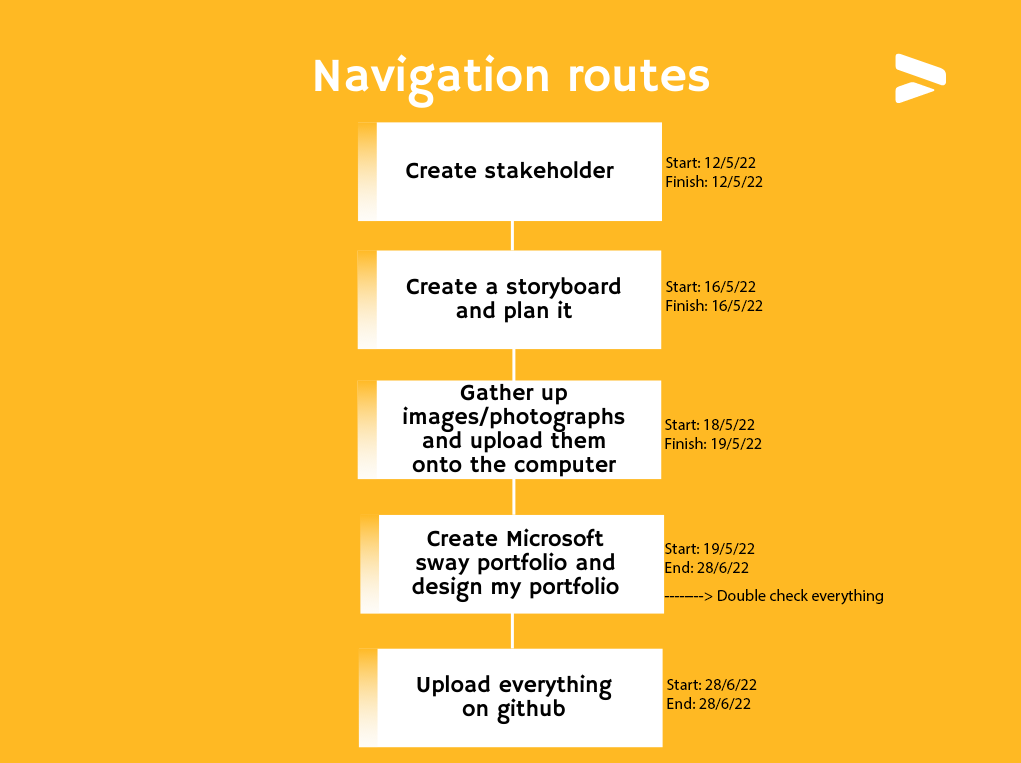 Navigation routes
Create stakeholder
Start: 12/5/22
Finish: 12/5/22
Create a storyboard
and plan it
Start: 16/5/22
Finish: 16/5/22
Gather up
images/photographs
and upload them
onto the computer
Start: 18/5/22
Finish: 19/5/22
Create Microsoft
sway portfolio and
design my portfolio
Start: 19/5/22
End: 28/6/22
--------> Double check everything
Upload everything
on github
Start: 28/6/22
End: 28/6/22